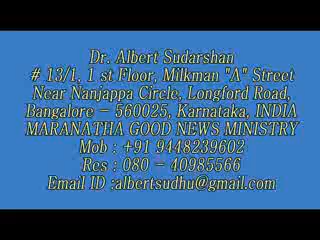 Dr. Albert Sudarshan
# 13/1, 1 st Floor, Milkman "A" Street
Near Nanjappa Circle, Longford Road,
Bangalore - 560025, Karnataka, INDIA
MARANATHA GOOD NEWS MINISTRY
Mob : +91 9448239602
Res : 080 - 40985566
Email ID :albertsudhu@gmail.com